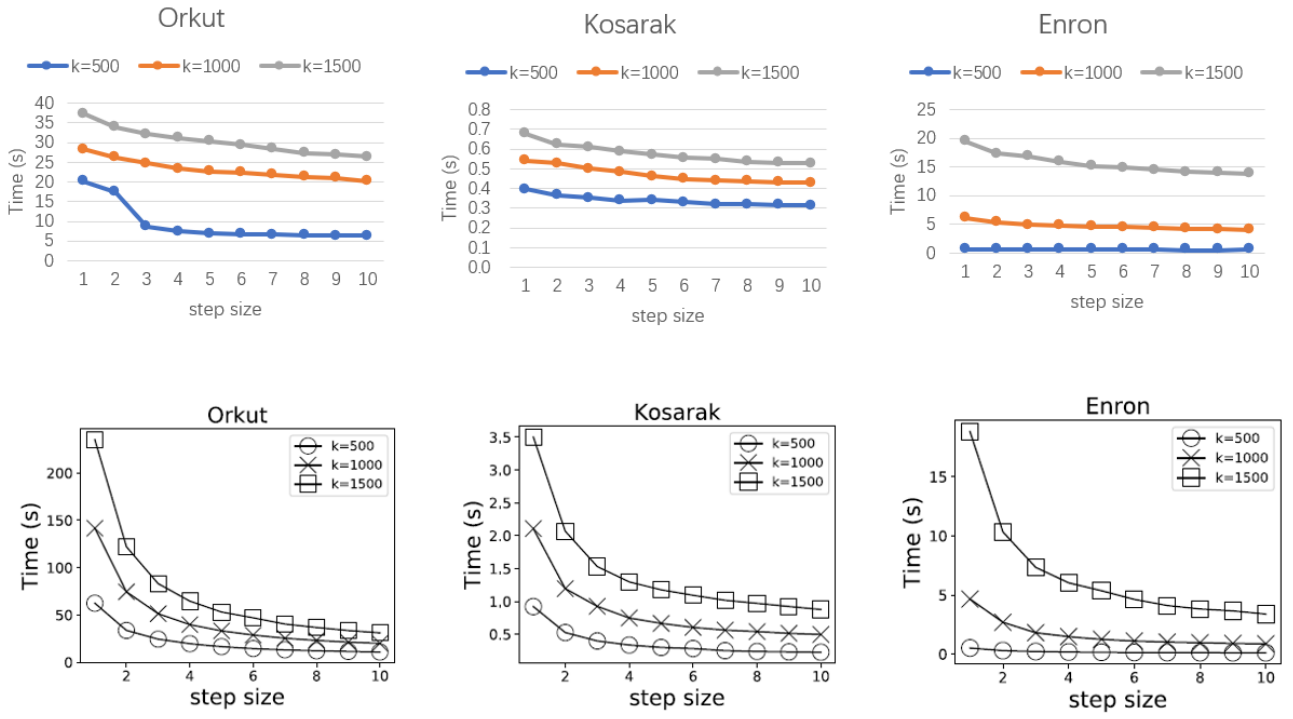 Orkut
k=500 k=1000 k=1500
Time (s)
40
35
30
25
20
15
10
5
0
1 2 3 4 5 6 7 8 9 10
step size
Kosarak
k=500 k=1000 k=1500
Time (s)
0.8
0.7
0.6
0.5
0.4
0.3
0.2
0.1
0.0
1 2 3 4 5 6 7 8 9 10
step size
Enron
k=500 k=1000 k=1500
Time (s)
25
20
15
10
5
0
1 2 3 4 5 6 7 8 9 10
step size
Orkut
k=500
k=1000
k=1500
Time (s)
200
150
100
50
0
2 4 6 8 10
step size
Kosarak
k=500
k=1000
k=1500
Time (s)
3.5
3.0
2.5
2.0
1.5
1.0
0.5
2 4 6 8 10
step size
Enron
k=500
k=1000
k=1500
Time (s)
15
10
5
0
2 4 6 8 10
step size